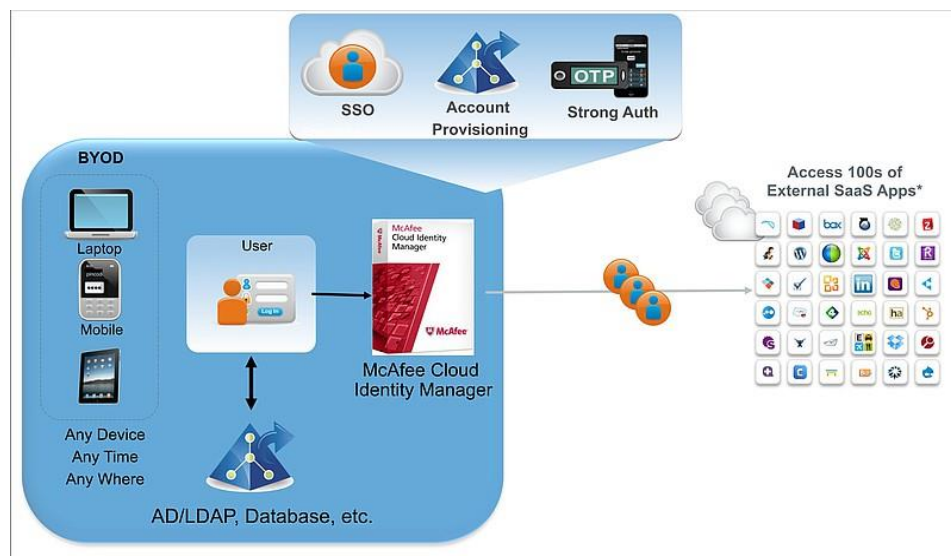 SSO
Account
Provisioning
OTP
Strong Auth
BYOD
Laptop
Mobile
Any Device
Any Time
Any Where
User
Log In
McAfee
Cloud Identity
Manager
McAfee
McAfee Cloud
Identity Manager
AD/LDAP, Database, etc.
Access 100s of
External SaaS Apps*
box
in
ha